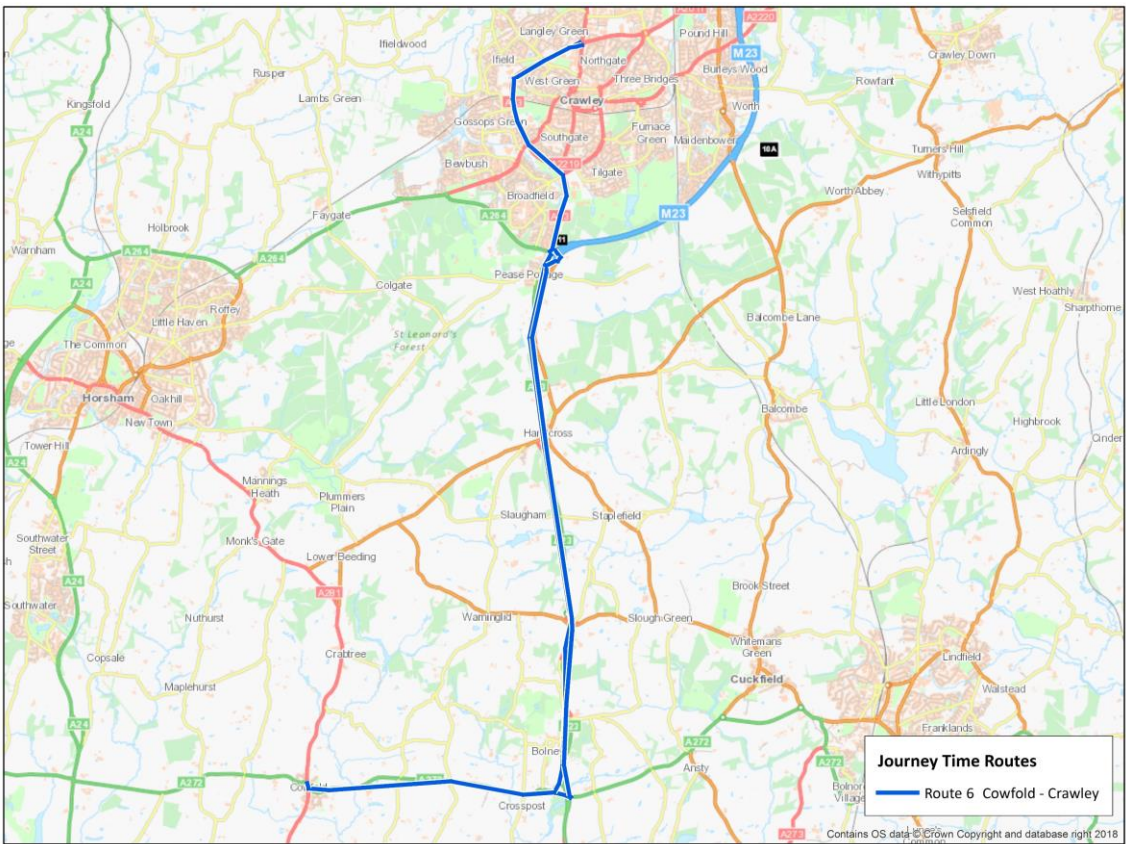 Langley Green
Pound Hill
A2220
Ifieldwood
Crawley Down
Ifield
Northgate
M23
Rusper
West Green
Three Bridges
Burleys Wood
Rowfant
Kingsfold
Lambs Green
Crawley
Worth
A24
Gossops Green
Southgate
Furnace
Green
Maidenbower
10A
Turners Hill
Bewbush
Tilgate
Withypitts
Worth Abbey
Broadfield
Selsfield
Common
Faygate
A264
M23
Holbrook
Warnham
A264
A264
11
A24
Pease Pottage
Colgate
West Hoathly
Sharpthorne
Roffey
Little Haven
St Leonard's
Forest
Balcombe Lane
The Common
Horsham
Oakhill
New Town
Balcombe
Little London
Highbrook
Tower Hill
Cinder
A24
Ardingly
Mannings
Heath
Plummers
Plain
Slaugham
Staplefield
Southwater
Street
Monk's Gate
Lower Beeding
A24
A281
Brook Street
Southwater
Nuthurst
Warninglid
Slough Green
Whitemans
Green
Copsale
Crabtree
Lindfield
Cuckfield
Walstead
Maplehurst
A24
Franklands
A272
Bolney
Ansty
A272
A272
Crosspost
A273
Journey Time Routes
Route 6 Cowfold - Crawley
Contains OS data © Crown Copyright and database right 2018